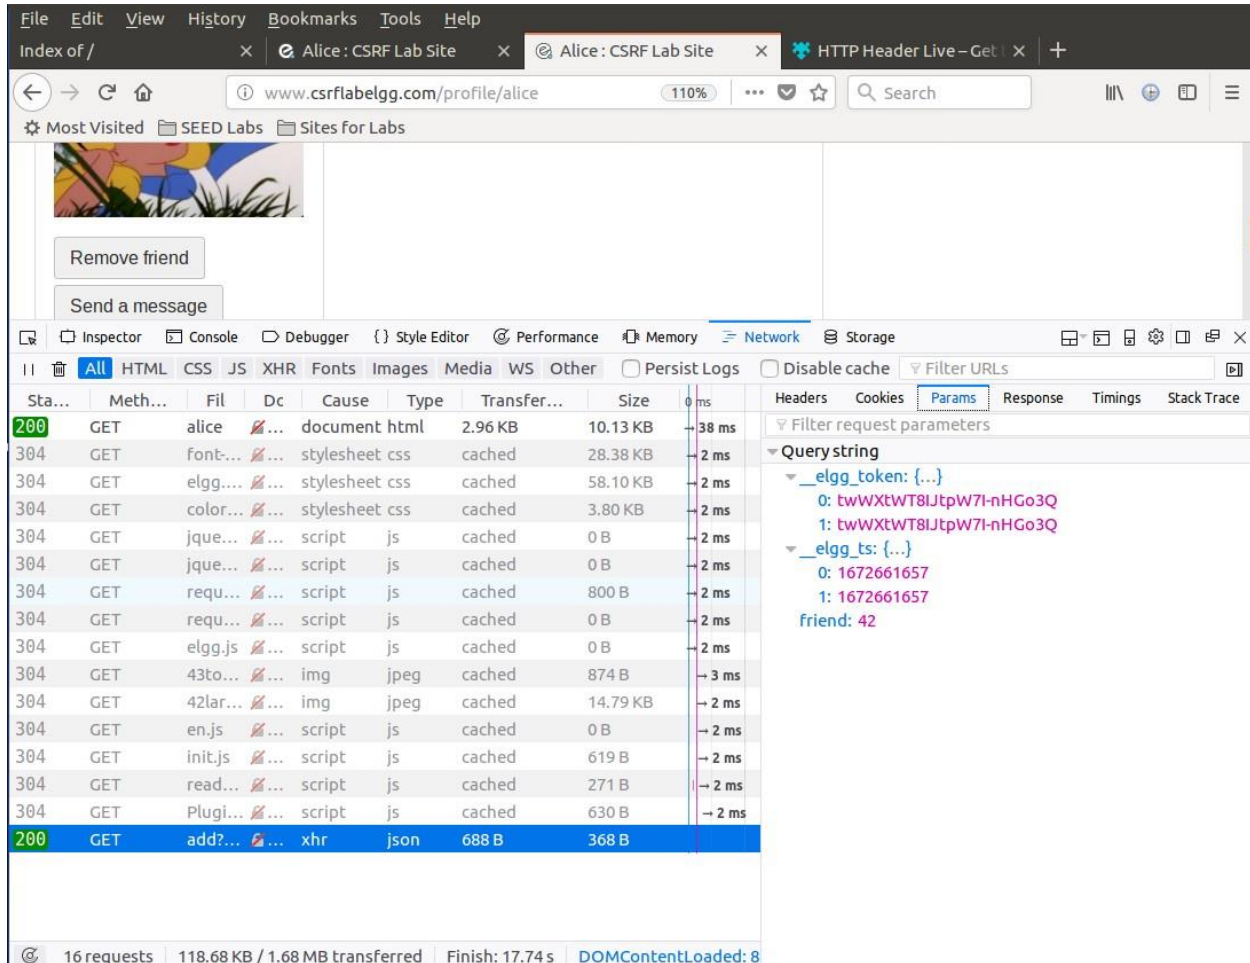 File Edit View History Bookmarks Tools Help
Index of / × Alice : CSRF Lab Site × Alice : CSRF Lab Site × HTTP Header Live – Get × +
www.csrflabelgg.com/profile/alice 110% ••• Search
Most Visited SEED Labs Sites for Labs
Remove friend
Send a message
Inspector Console Debugger {} Style Editor Performance Memory Network Storage
All HTML CSS JS XHR Fonts Images Media WS Other Persist Logs Disable cache Filter URLs
Sta... Meth... Fil Dc Cause Type Transfer... Size 0 ms Headers Cookies Params Response Timings Stack Trace
200 GET alice ... document html 2.96 KB 10.13 KB → 38 ms Filter request parameters
304 GET font-... ... stylesheet css cached 28.38 KB → 2 ms Query string
304 GET elgg.... ... stylesheet css cached 58.10 KB → 2 ms __elgg_token: {…}
304 GET color... ... stylesheet css cached 3.80 KB → 2 ms 0: twWXtWT8IJtpW7I-nHGo3Q
304 GET jque... ... script js cached 0 B → 2 ms 1: twWXtWT8IJtpW7I-nHGo3Q
304 GET jque... ... script js cached 0 B → 2 ms __elgg_ts: {…}
304 GET requ... ... script js cached 800 B → 2 ms 0: 1672661657
304 GET requ... ... script js cached 0 B → 2 ms 1: 1672661657
304 GET elgg.js ... script js cached 0 B → 2 ms friend: 42
304 GET 43to... ... img jpeg cached 874 B → 3 ms
304 GET 42lar... ... img jpeg cached 14.79 KB → 2 ms
304 GET en.js ... script js cached 0 B → 2 ms
304 GET init.js ... script js cached 619 B → 2 ms
304 GET read... ... script js cached 271 B → 2 ms
304 GET Plugi... ... script js cached 630 B → 2 ms
200 GET add?... ... xhr json 688 B 368 B
16 requests 118.68 KB / 1.68 MB transferred Finish: 17.74 s DOMContentLoaded: 8